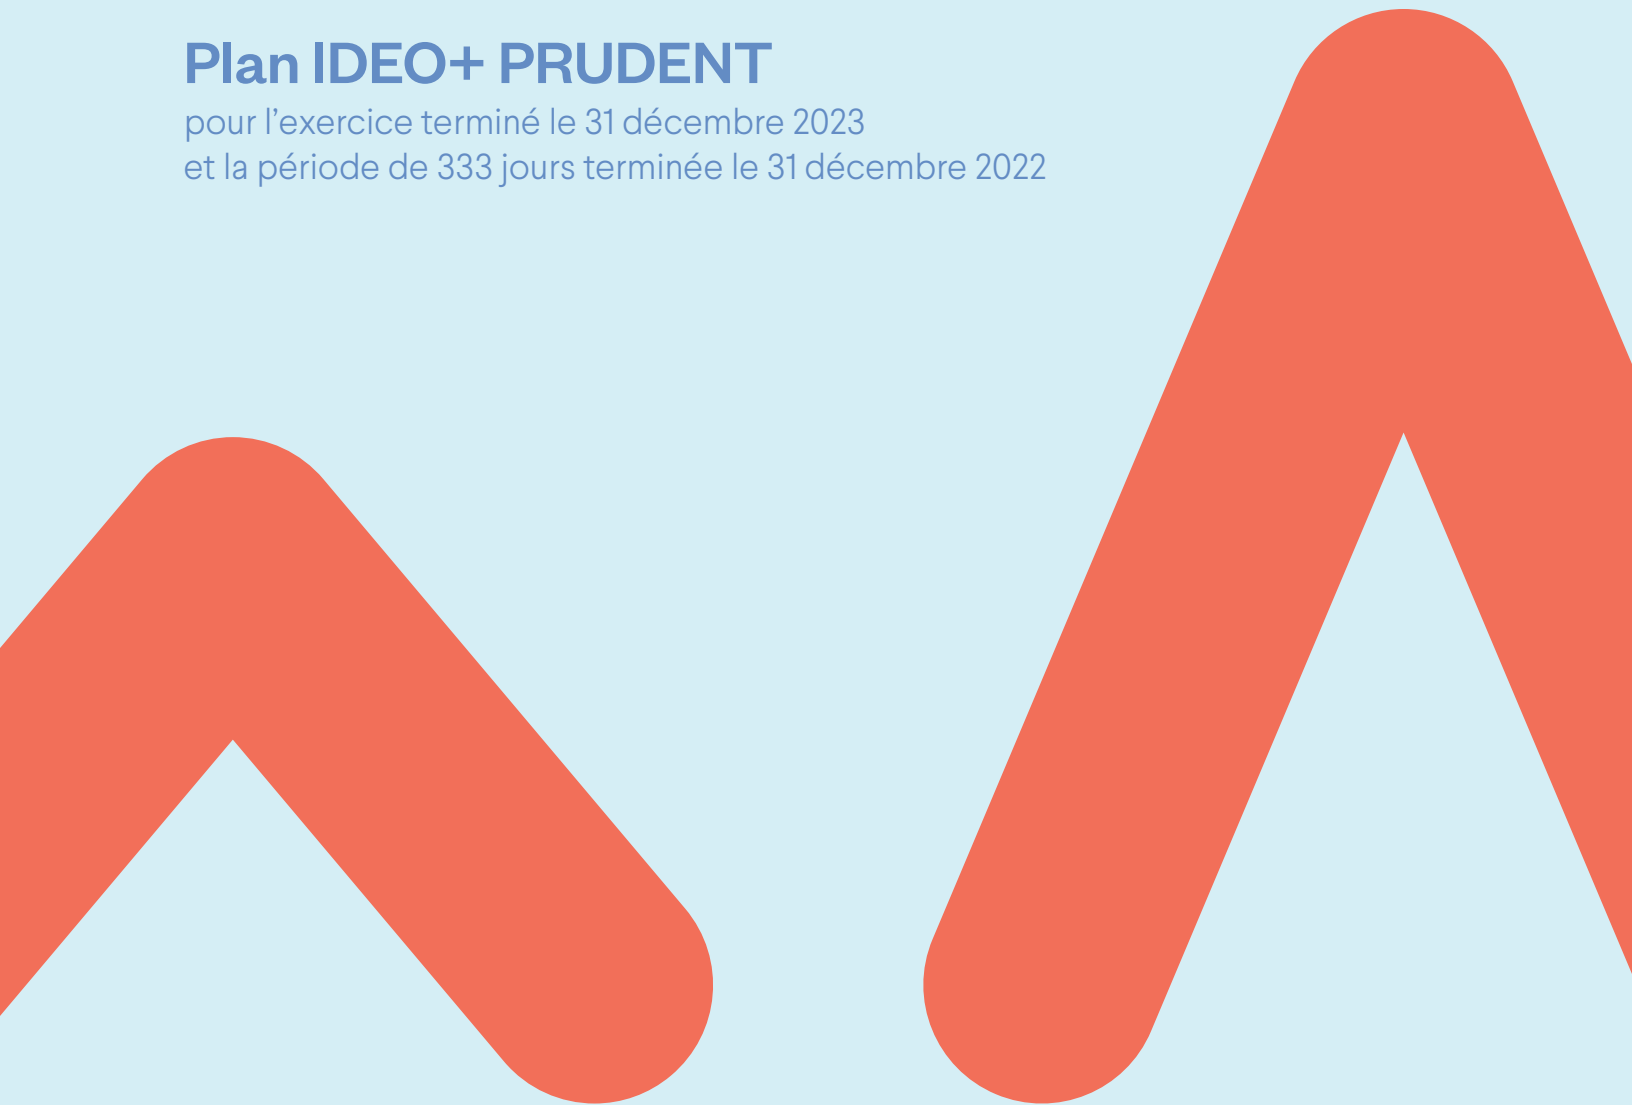 Plan IDEO+ PRUDENT
pour l’exercice terminé le 31 décembre 2023
et la période de 333 jours terminée le 31 décembre 2022